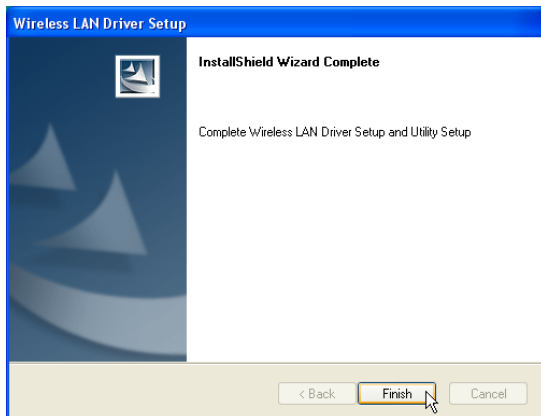 Wireless LAN Driver Setup
InstallShield Wizard Complete
Complete Wireless LAN Driver Setup and Utility Setup
< Back Finish Cancel